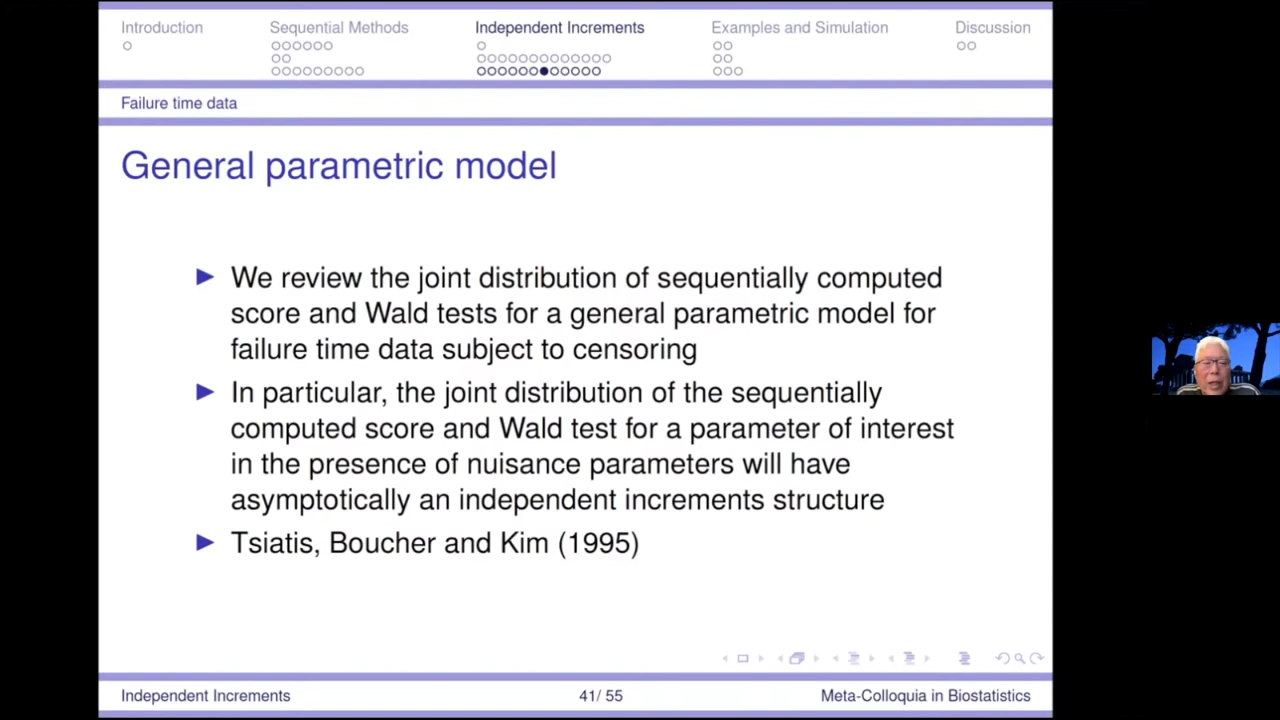 Introduction
Sequential Methods
Independent Increments
Examples and Simulation
Discussion
Failure time data
General parametric model
We review the joint distribution of sequentially computed
score and Wald tests for a general parametric model for
failure time data subject to censoring
In particular, the joint distribution of the sequentially
computed score and Wald test for a parameter of interest
in the presence of nuisance parameters will have
asymptotically an independent increments structure
Tsiatis, Boucher and Kim (1995)
Independent Increments
41/ 55
Meta-Colloquia in Biostatistics